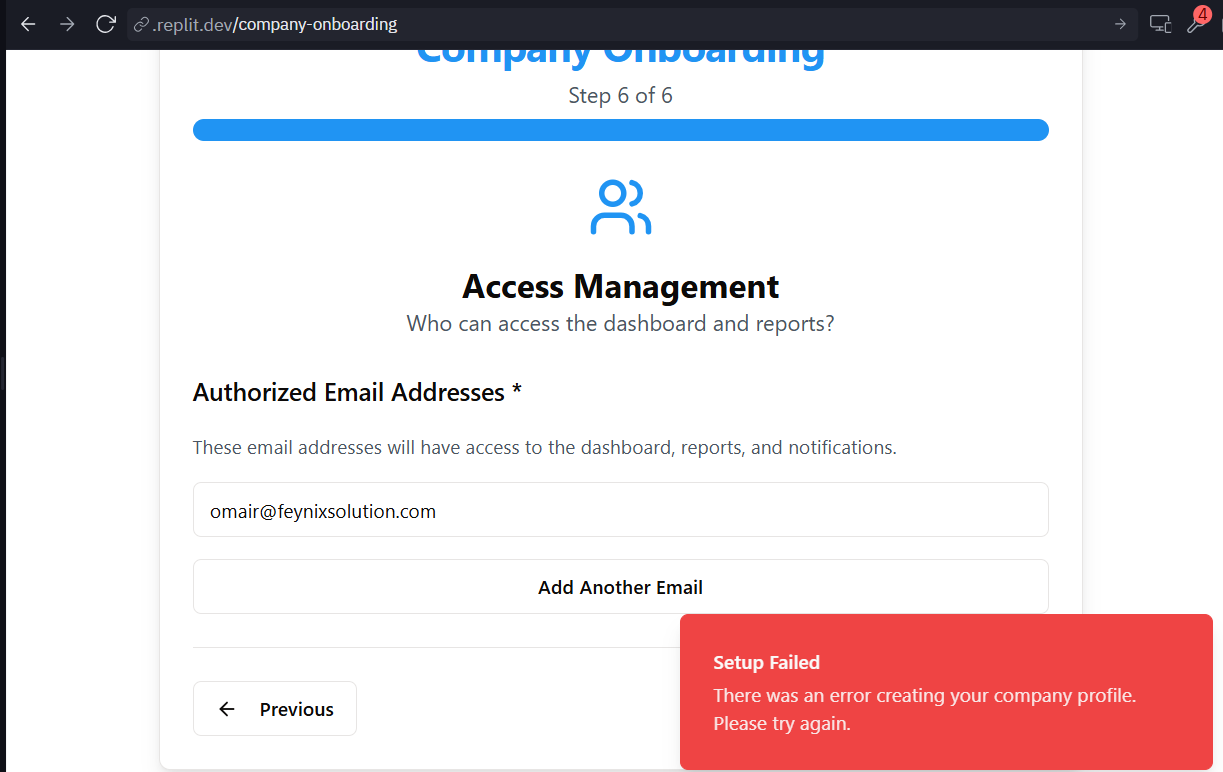 .replit.dev/company-onboarding
4
Company Onboarding
Step 6 of 6
Access Management
Who can access the dashboard and reports?
Authorized Email Addresses *
These email addresses will have access to the dashboard, reports, and notifications.
omair@feynixsolution.com
Add Another Email
Setup Failed
There was an error creating your company profile.
Please try again.
Previous